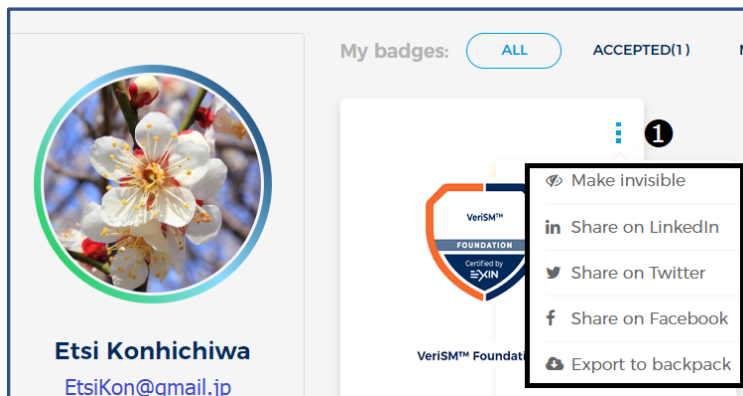 My badges: ALL ACCEPTED(1)
❶
Make invisible
VeriSM™
FOUNDATION
Certified by
EXIN
in Share on LinkedIn
Share on Twitter
Share on Facebook
VeriSM™ Foundati
Export to backpack
Etsi Konhichiwa
EtsiKon@gmail.jp